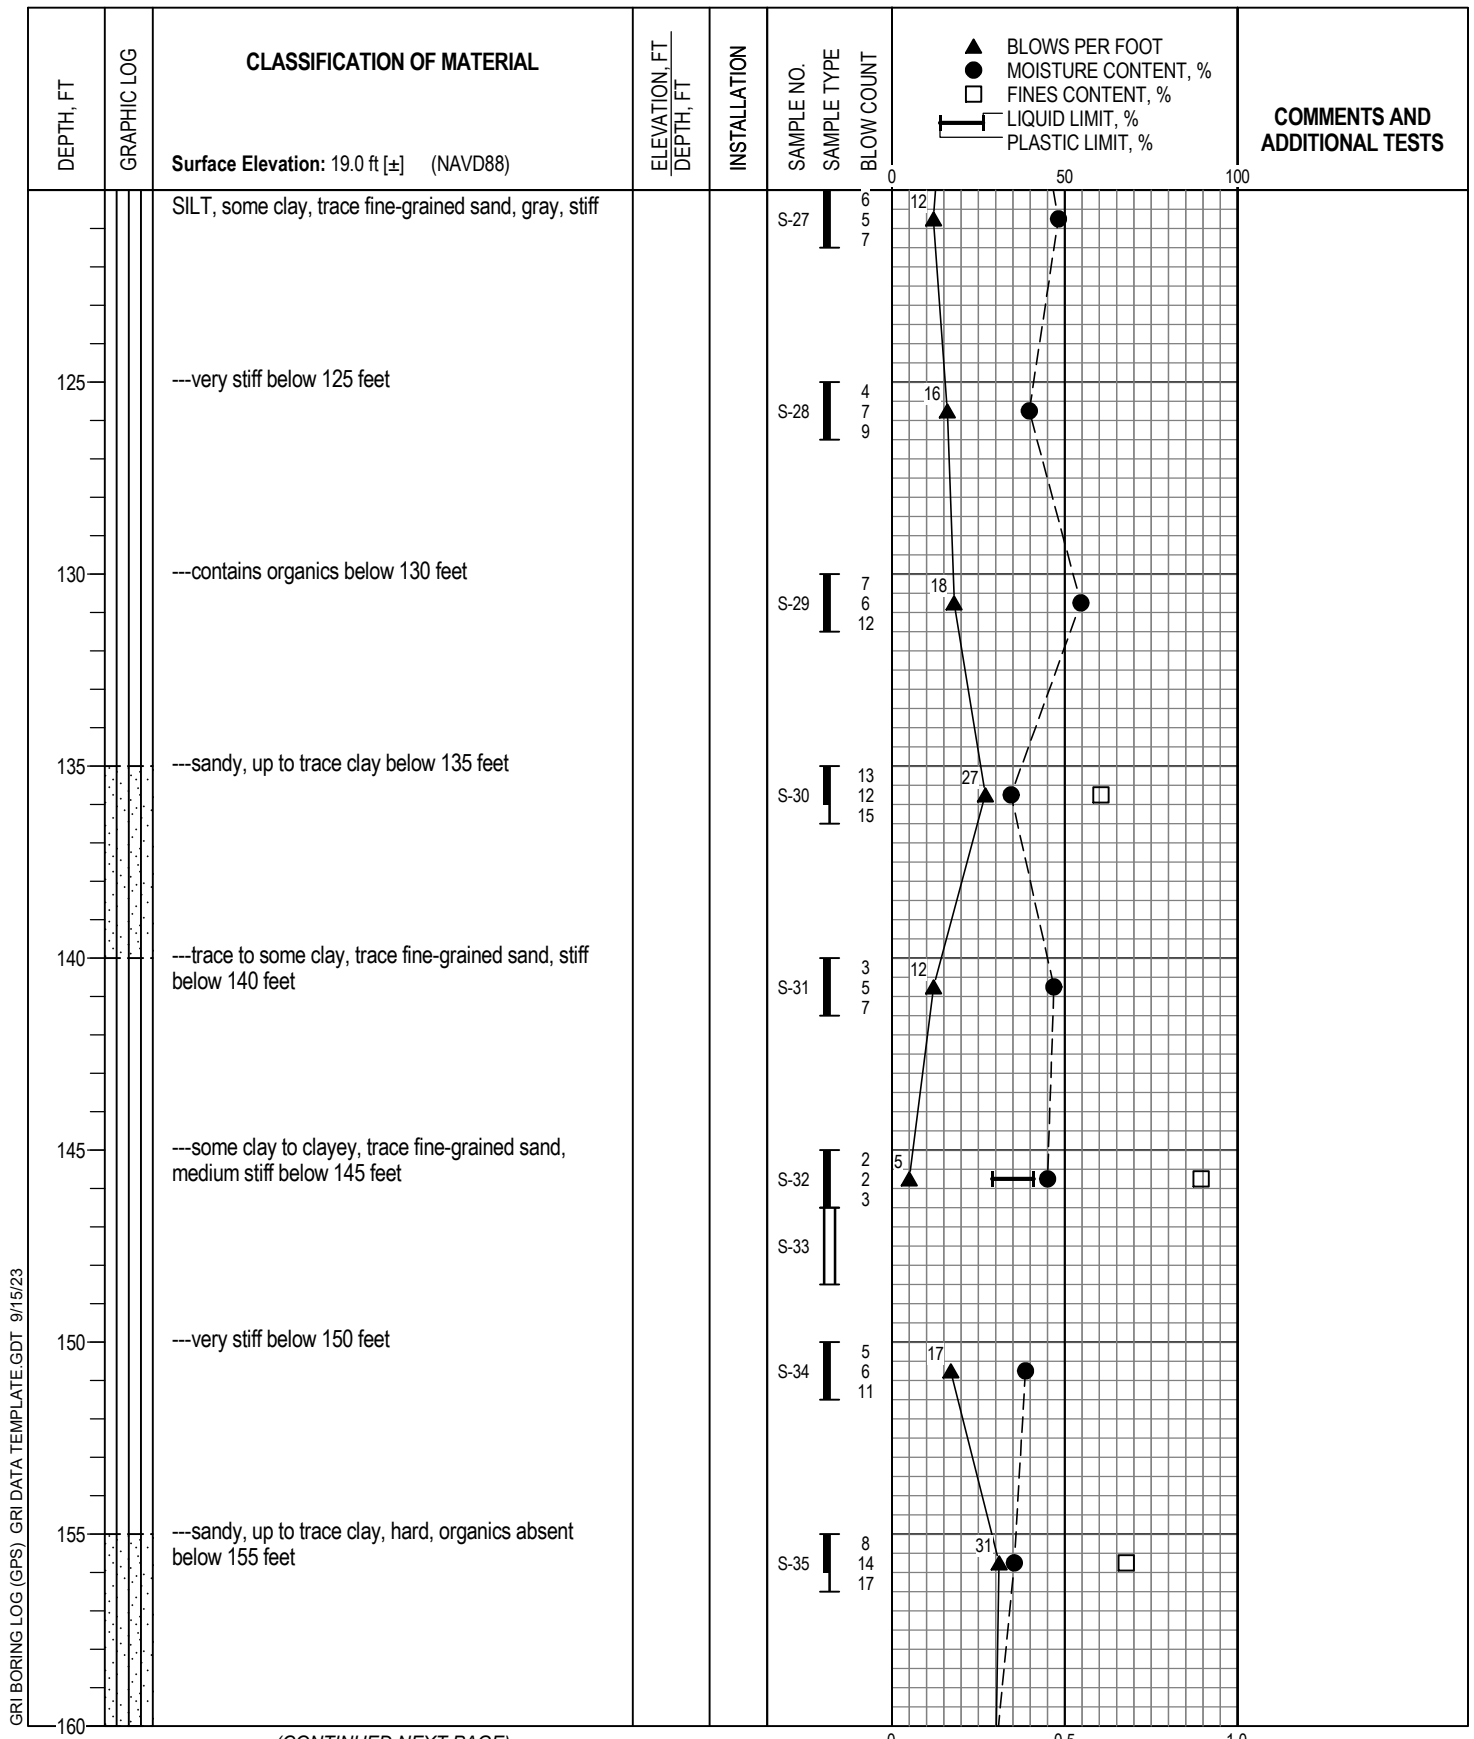 DEPTH, FT
GRAPHIC LOG
CLASSIFICATION OF MATERIAL
Surface Elevation: 19.0 ft [±] (NAVD88)
ELEVATION, FT
DEPTH, FT
INSTALLATION
SAMPLE NO.
SAMPLE TYPE
BLOW COUNT
BLOWS PER FOOT
MOISTURE CONTENT, %
FINES CONTENT, %
LIQUID LIMIT, %
PLASTIC LIMIT, %
0 50 100
COMMENTS AND
ADDITIONAL TESTS
SILT, some clay, trace fine-grained sand, gray, stiff
S-27
6
5
7
12
125
---very stiff below 125 feet
S-28
4
7
9
16
130
---contains organics below 130 feet
S-29
7
6
12
18
135
---sandy, up to trace clay below 135 feet
S-30
13
12
15
27
140
---trace to some clay, trace fine-grained sand, stiff
below 140 feet
S-31
3
5
7
12
145
---some clay to clayey, trace fine-grained sand,
medium stiff below 145 feet
S-32
2
2
3
5
S-33
150
---very stiff below 150 feet
S-34
5
6
11
17
155
---sandy, up to trace clay, hard, organics absent
below 155 feet
S-35
8
14
17
31
160
(CONTINUED NEXT PAGE)
0 0.5 1.0
GRI BORING LOG (GPS) GRI DATA TEMPLATE.GDT 9/15/23